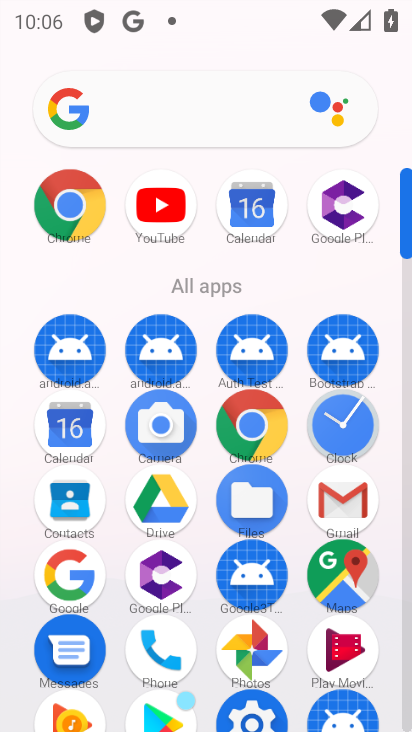 10:06
Chrome
YouTube
16
Calendar
Google Pl...
All apps
android.a...
android.a...
Auth Test ...
Bootstrap ...
16
Calendar
Camera
Chrome
Clock
Contacts
Drive
Files
Gmail
Google
Google Pl...
Google3T...
Maps
Messages
Phone
Photos
Play Movi...